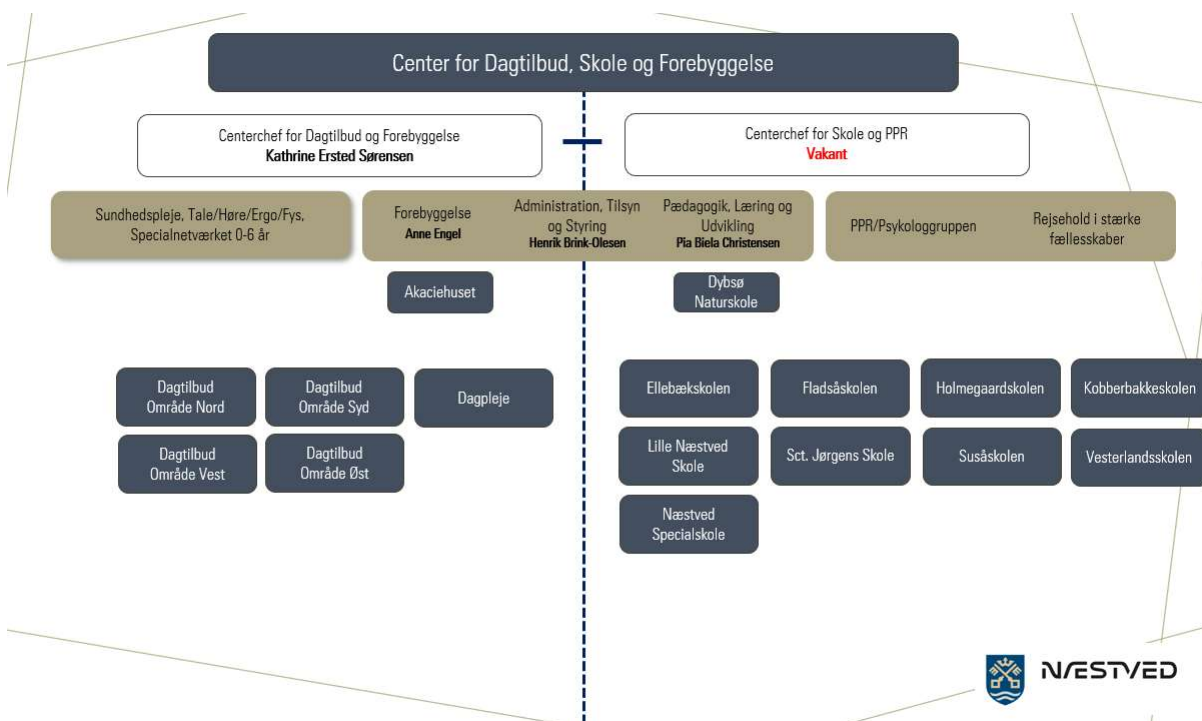 Center for Dagtilbud, Skole og Forebyggelse
Centerchef for Dagtilbud og Forebyggelse
Kathrine Ersted Sørensen
Centerchef for Skole og PPR
Vakant
Sundhedspleje, Tale/Høre/Ergo/Fys,
Specialnetværket 0-6 år
Forebyggelse
Anne Engel
Administration, Tilsyn
og Styring
Henrik Brink-Olesen
Pædagogik, Læring og
Udvikling
Pia Biela Christensen
PPR/Psykologgruppen
Rejsehold i stærke
fællesskaber
Akaciehuset
Dybsø
Naturskole
Dagtilbud
Område Nord
Dagtilbud
Område Syd
Dagpleje
Ellebækskolen
Fladsåskolen
Holmegaardskolen
Kobberbakkeskolen
Dagtilbud
Område Vest
Dagtilbud
Område Øst
Lille Næstved
Skole
Sct. Jørgens Skole
Susåskolen
Vesterlandsskolen
Næstved
Specialskole
NÆSTVED